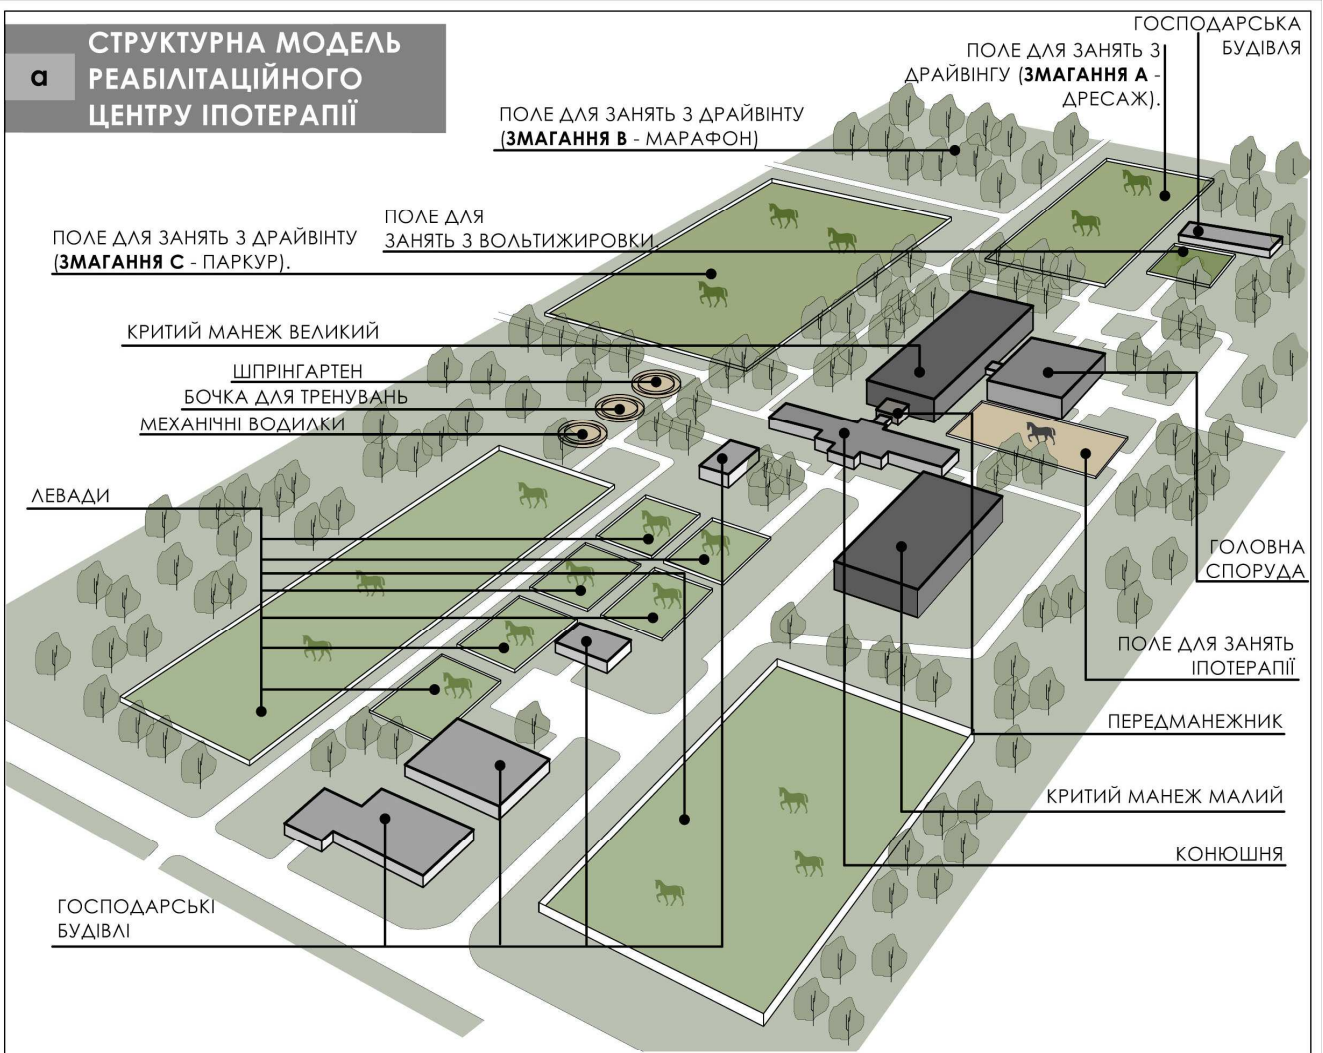 а
СТРУКТУРНА МОДЕЛЬ
РЕАБІЛІТАЦІЙНОГО
ЦЕНТРУ ІПОТЕРАПІЇ
ГОСПОДАРСЬКА
БУДІВЛЯ
ПОЛЕ ДЛЯ ЗАНЯТЬ З
ДРАЙВІНГУ (ЗМАГАННЯ А -
ДРЕСАЖ).
ПОЛЕ ДЛЯ ЗАНЯТЬ З ДРАЙВІНТУ
(ЗМАГАННЯ В - МАРАФОН)
ПОЛЕ ДЛЯ
ЗАНЯТЬ З ВОЛЬТИЖИРОВКИ.
ПОЛЕ ДЛЯ ЗАНЯТЬ З ДРАЙВІНТУ
(ЗМАГАННЯ С - ПАРКУР).
КРИТИЙ МАНЕЖ ВЕЛИКИЙ
ШПРІНГАРТЕН
БОЧКА ДЛЯ ТРЕНУВАНЬ
МЕХАНІЧНІ ВОДИЛКИ
ЛЕВАДИ
ГОЛОВНА
СПОРУДА
ПОЛЕ ДЛЯ ЗАНЯТЬ
ІПОТЕРАПІЇ
ПЕРЕДМАНЕЖНИК
КРИТИЙ МАНЕЖ МАЛИЙ
КОНЮШНЯ
ГОСПОДАРСЬКІ
БУДІВЛІ